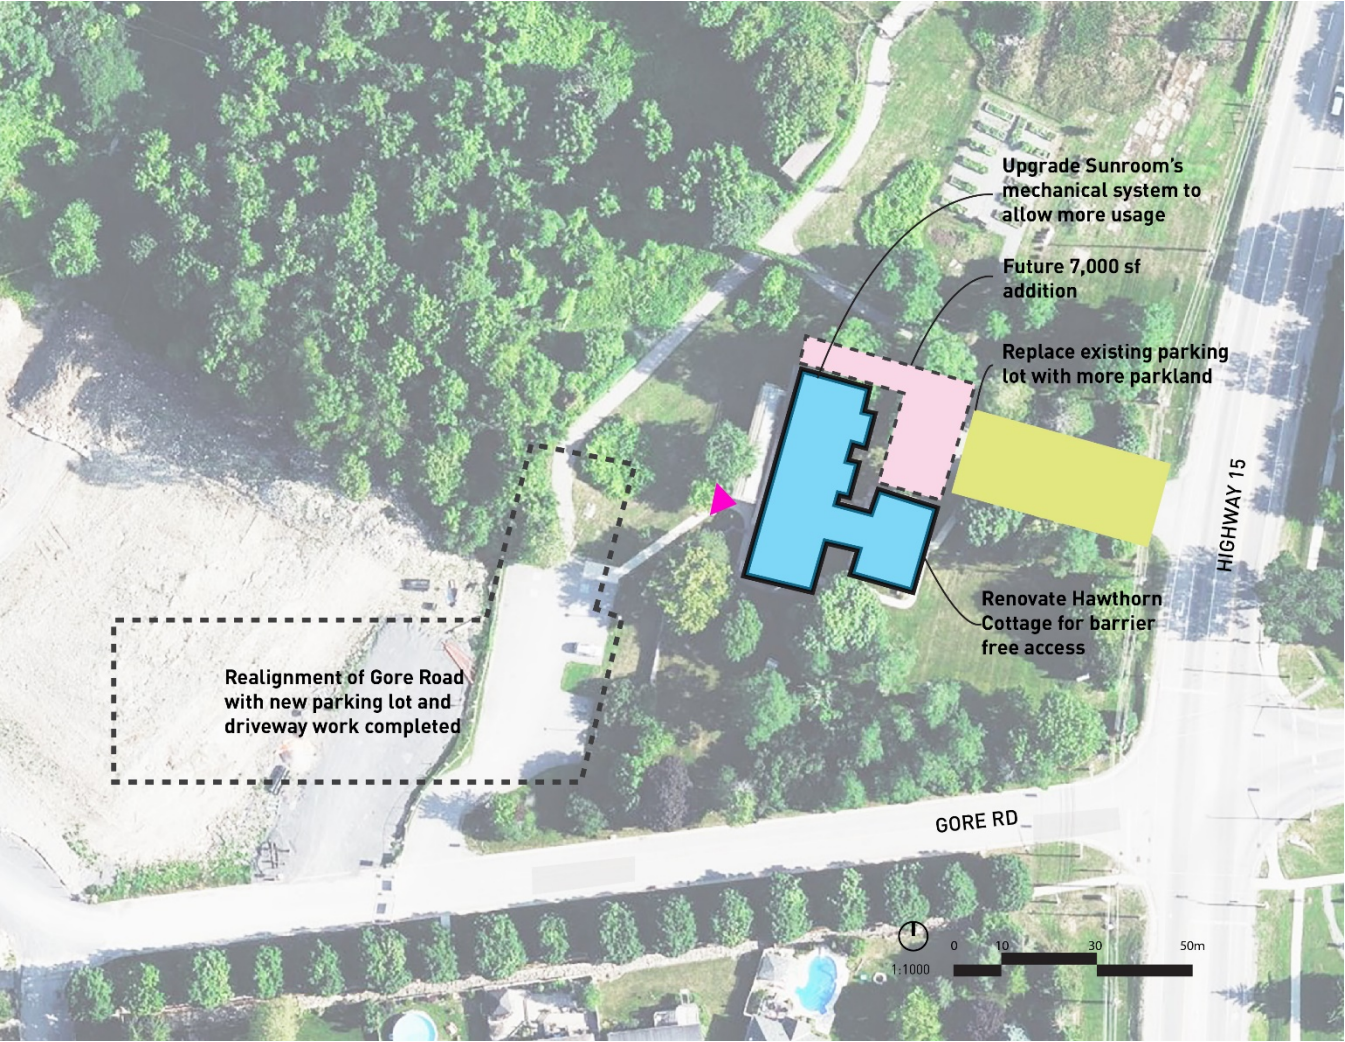 Upgrade Sunroom's
mechanical system to
allow more usage
Future 7,000 sf
addition
Replace existing parking
lot with more parkland
HIGHWAY 15
Renovate Hawthorn
Cottage for barrier
free access
Realignment of Gore Road
with new parking lot and
driveway work completed
GORE RD
0 10 30 50m
1:1000